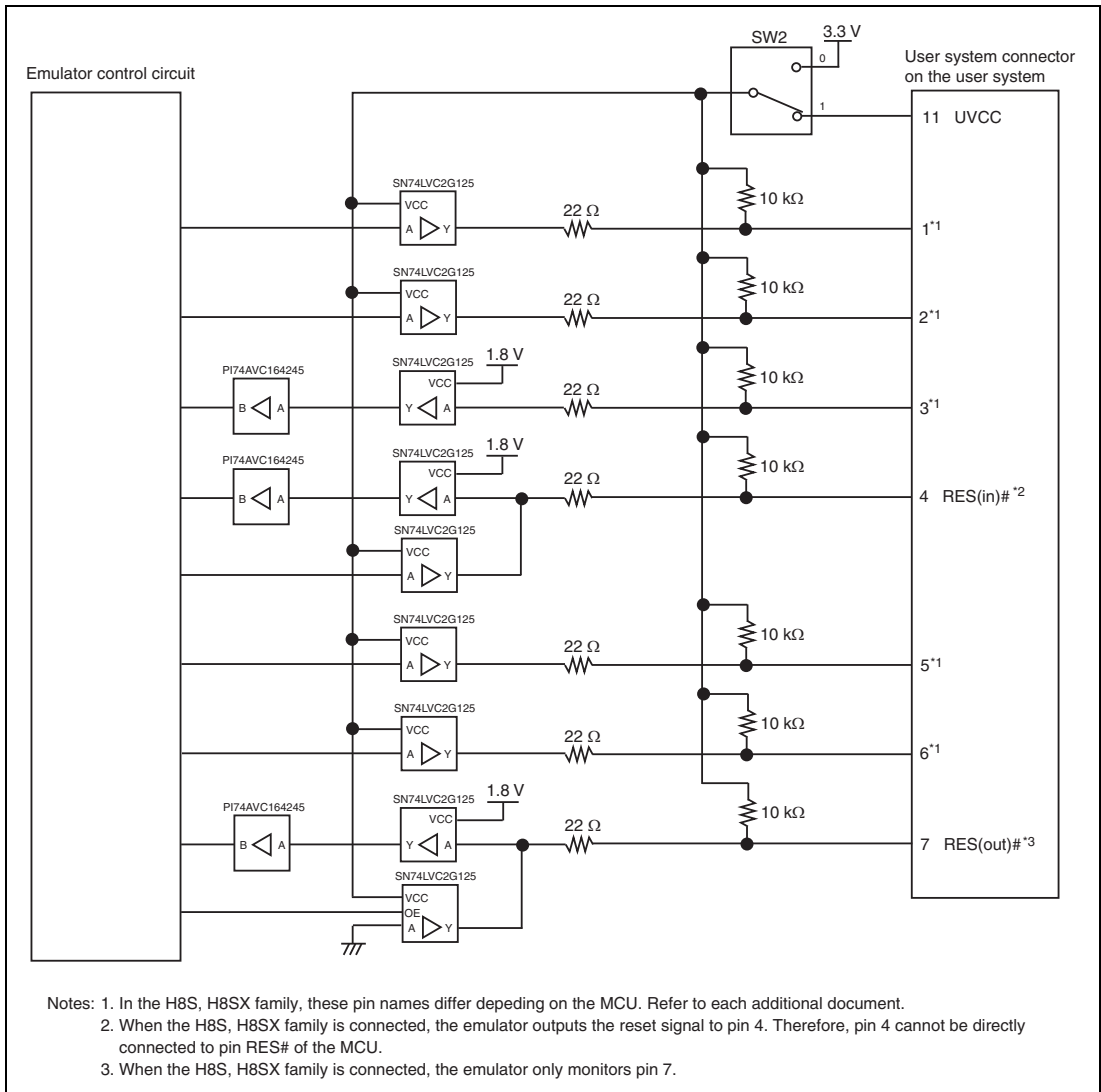 SW2
3.3 V
0
1
Emulator control circuit
User system connector
on the user system
11 UVCC
SN74LVC2G125
VCC
A Y
22 Ω
10 kΩ
1*1
SN74LVC2G125
VCC
A Y
22 Ω
10 kΩ
2*1
PI74AVC164245
B A
SN74LVC2G125
1.8 V
VCC
Y A
22 Ω
10 kΩ
3*1
PI74AVC164245
B A
SN74LVC2G125
1.8 V
VCC
Y A
22 Ω
10 kΩ
4 RES(in)# *2
SN74LVC2G125
VCC
A Y
SN74LVC2G125
VCC
A Y
22 Ω
10 kΩ
5*1
SN74LVC2G125
VCC
A Y
22 Ω
10 kΩ
6*1
PI74AVC164245
B A
SN74LVC2G125
1.8 V
VCC
Y A
22 Ω
10 kΩ
7 RES(out)#*3
SN74LVC2G125
VCC
OE
A Y
Notes: 1. In the H8S, H8SX family, these pin names differ depeding on the MCU. Refer to each additional document.
2. When the H8S, H8SX family is connected, the emulator outputs the reset signal to pin 4. Therefore, pin 4 cannot be directly
connected to pin RES# of the MCU.
3. When the H8S, H8SX family is connected, the emulator only monitors pin 7.